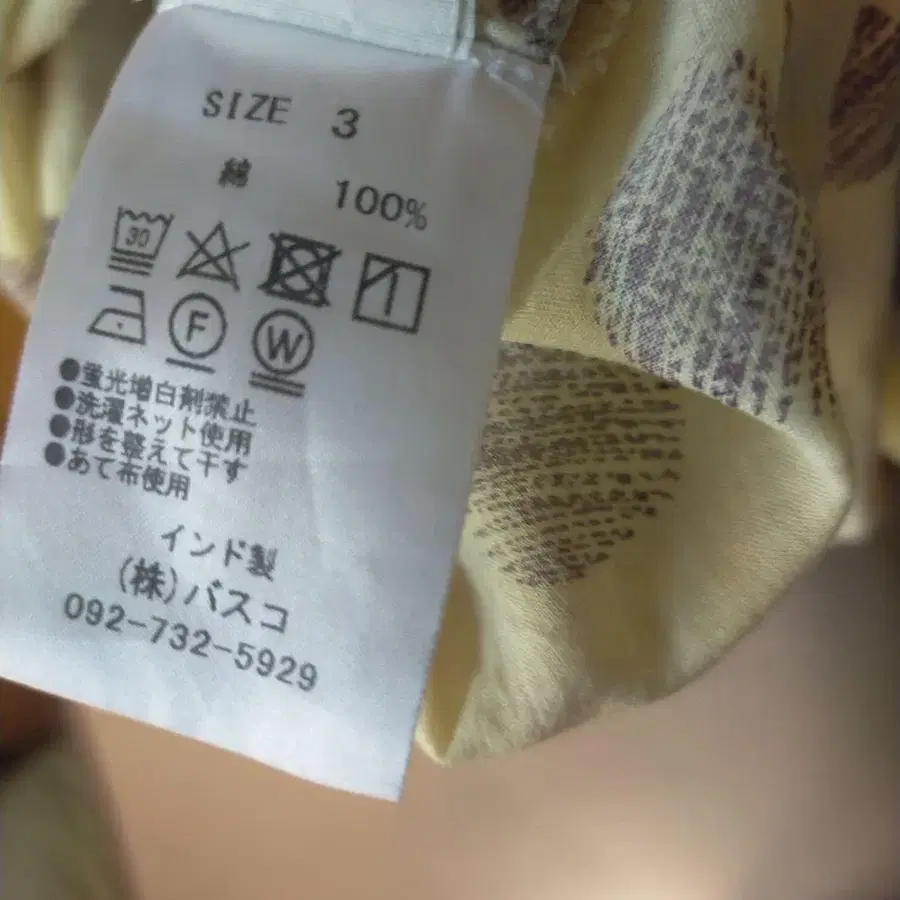 SIZE 3
綿 100%
30
F W
●蛍光増白剤禁止
●洗濯ネット使用
●形を整えて干す
●あて布使用
インド製
(株)バスコ
092-732-5929